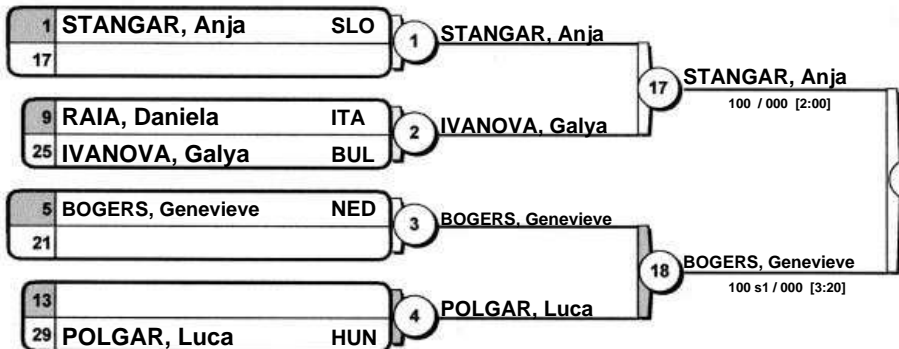 1 STANGAR, Anja SLO
17
1
STANGAR, Anja
9 RAIA, Daniela ITA
25 IVANOVA, Galya BUL
2
IVANOVA, Galya
17
STANGAR, Anja
100 / 000 [2:00]
5 BOGERS, Genevieve NED
21
3
BOGERS, Genevieve
13
29 POLGAR, Luca HUN
4
POLGAR, Luca
18
BOGERS, Genevieve
100 s1 / 000 [3:20]